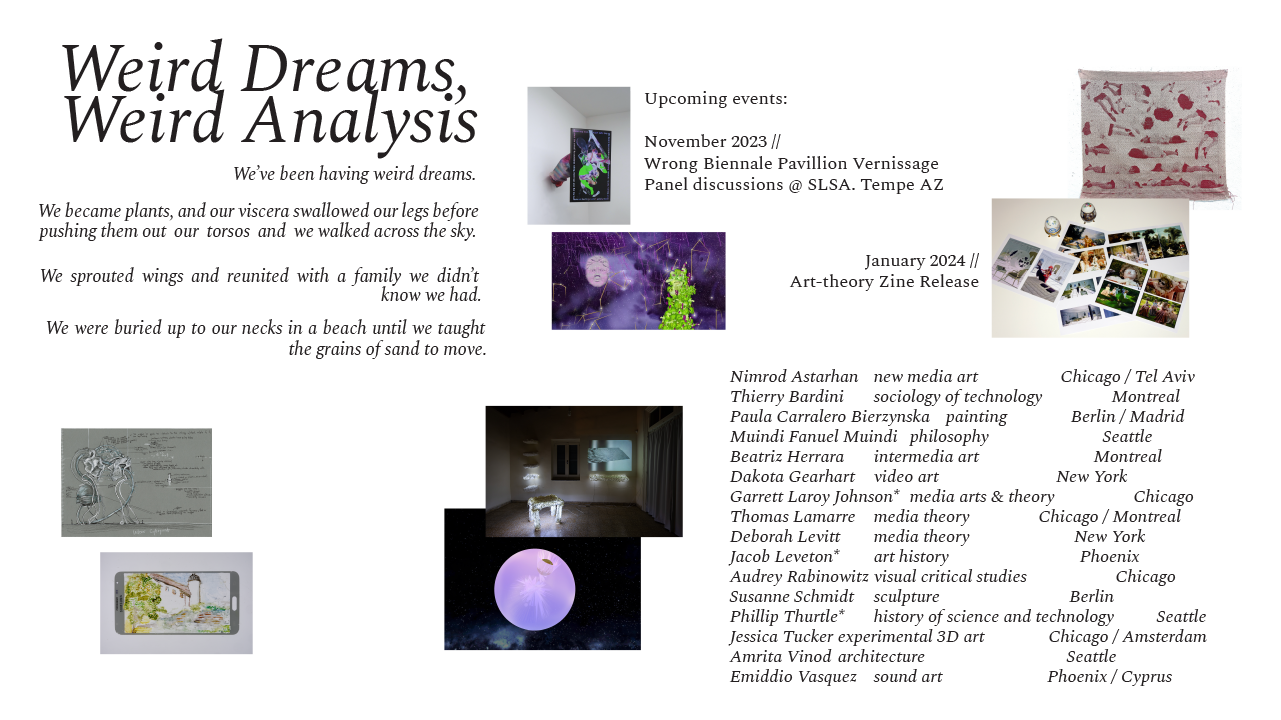 Weird Dreams,
Weird Analysis
We've been having weird dreams.
We became plants, and our viscera swallowed our legs before
pushing them out our torsos and we walked across the sky.
We sprouted wings and reunited with a family we didn't
know we had.
We were buried up to our necks in a beach until we taught
the grains of sand to move.
Upcoming events:
November 2023 //
Wrong Biennale Pavillion Vernissage
Panel discussions @ SLSA. Tempe AZ
January 2024 //
Art-theory Zine Release
Nimrod Astarhan new media art Chicago / Tel Aviv
Thierry Bardini sociology of technology Montreal
Paula Carralero Bierzynska painting Berlin / Madrid
Muindi Fanuel Muindi philosophy Seattle
Beatriz Herrara intermedia art Montreal
Dakota Gearhart video art New York
Garrett Laroy Johnson* media arts & theory Chicago
Thomas Lamarre media theory Chicago / Montreal
Deborah Levitt media theory New York
Jacob Leveton* art history Phoenix
Audrey Rabinowitz visual critical studies Chicago
Susanne Schmidt sculpture Berlin
Phillip Thurtle* history of science and technology Seattle
Jessica Tucker experimental 3D art Chicago / Amsterdam
Amrita Vinod architecture Seattle
Emiddio Vasquez sound art Phoenix / Cyprus